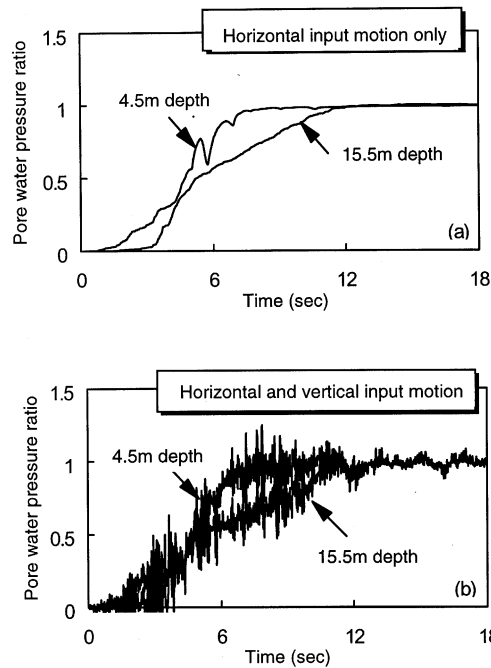 Horizontal input motion only
1.5
1
0.5
0
Pore water pressure ratio
4.5m depth
15.5m depth
(a)
0
6
12
18
Time (sec)
Horizontal and vertical input motion
1.5
1
0.5
0
Pore water pressure ratio
4.5m depth
15.5m depth
(b)
0
6
12
18
Time (sec)